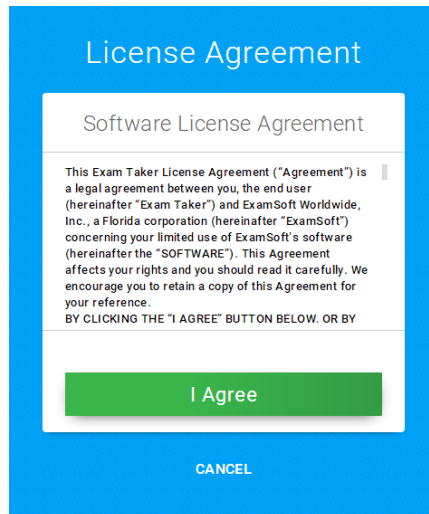 License Agreement
Software License Agreement
This Exam Taker License Agreement (“Agreement”) is
a legal agreement between you, the end user
(hereinafter “Exam Taker”) and ExamSoft Worldwide,
Inc., a Florida corporation (hereinafter “ExamSoft”)
concerning your limited use of ExamSoft’s software
(hereinafter the “SOFTWARE”). This Agreement
affects your rights and you should read it carefully. We
encourage you to retain a copy of this Agreement for
your reference.
BY CLICKING THE “I AGREE” BUTTON BELOW. OR BY
I Agree
CANCEL